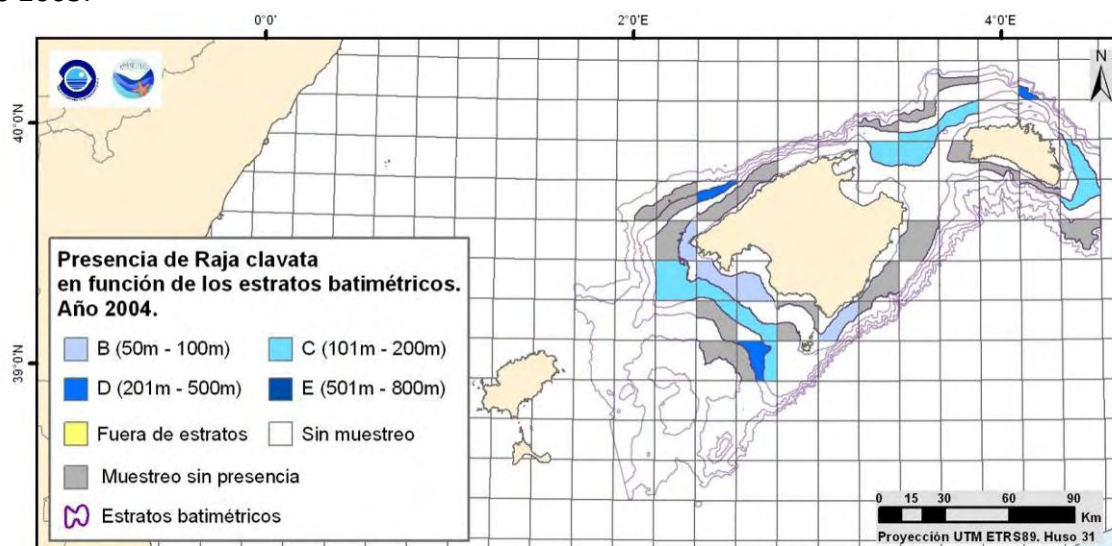 0°0'
2°0'E
4°0'E
N
40°0'N
39°0'N
Presencia de Raja clavata
en función de los estratos batimétricos.
Año 2004.
B (50m - 100m)
C (101m - 200m)
D (201m - 500m)
E (501m - 800m)
Fuera de estratos
Sin muestreo
Muestreo sin presencia
Estratos batimétricos
0 15 30 60 90
Km
Proyección UTM ETRS89. Huso 31